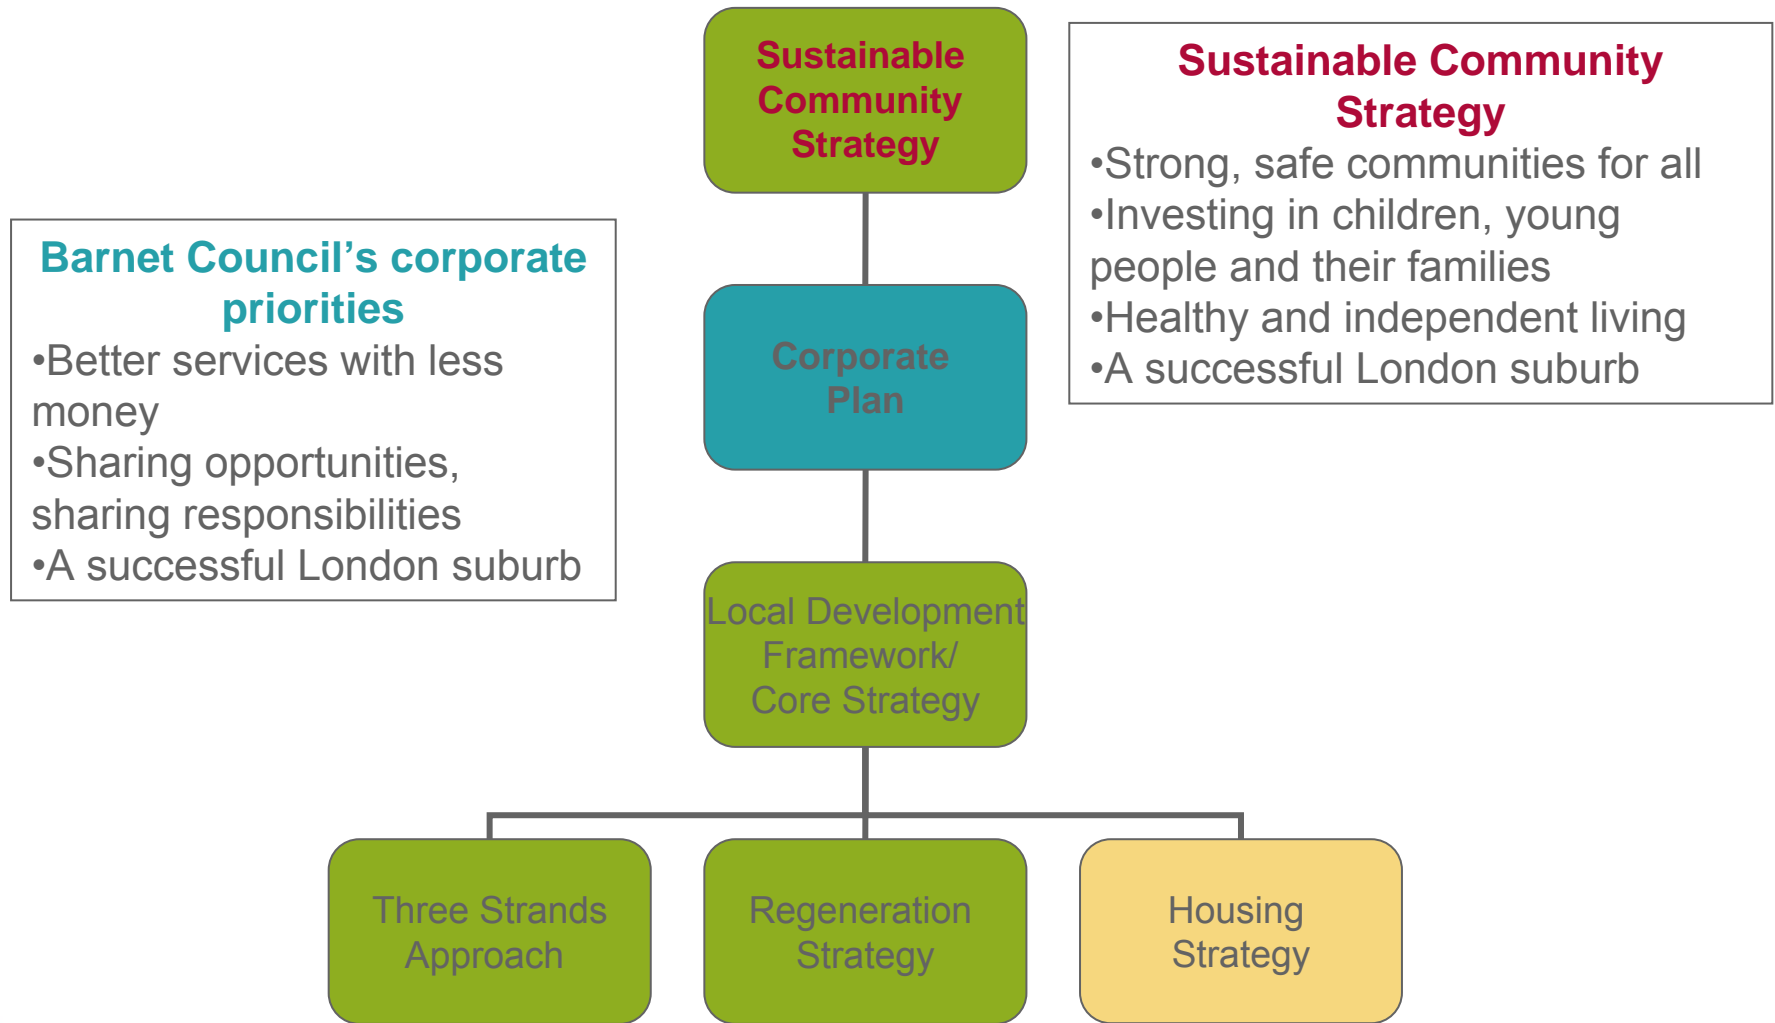 Sustainable
Community
Strategy
Sustainable Community
Strategy
•Strong, safe communities for all
•Investing in children, young
people and their families
•Healthy and independent living
•A successful London suburb
Barnet Council’s corporate
priorities
•Better services with less
money
•Sharing opportunities,
sharing responsibilities
•A successful London suburb
Corporate
Plan
Local Development
Framework/
Core Strategy
Three Strands
Approach
Regeneration
Strategy
Housing
Strategy